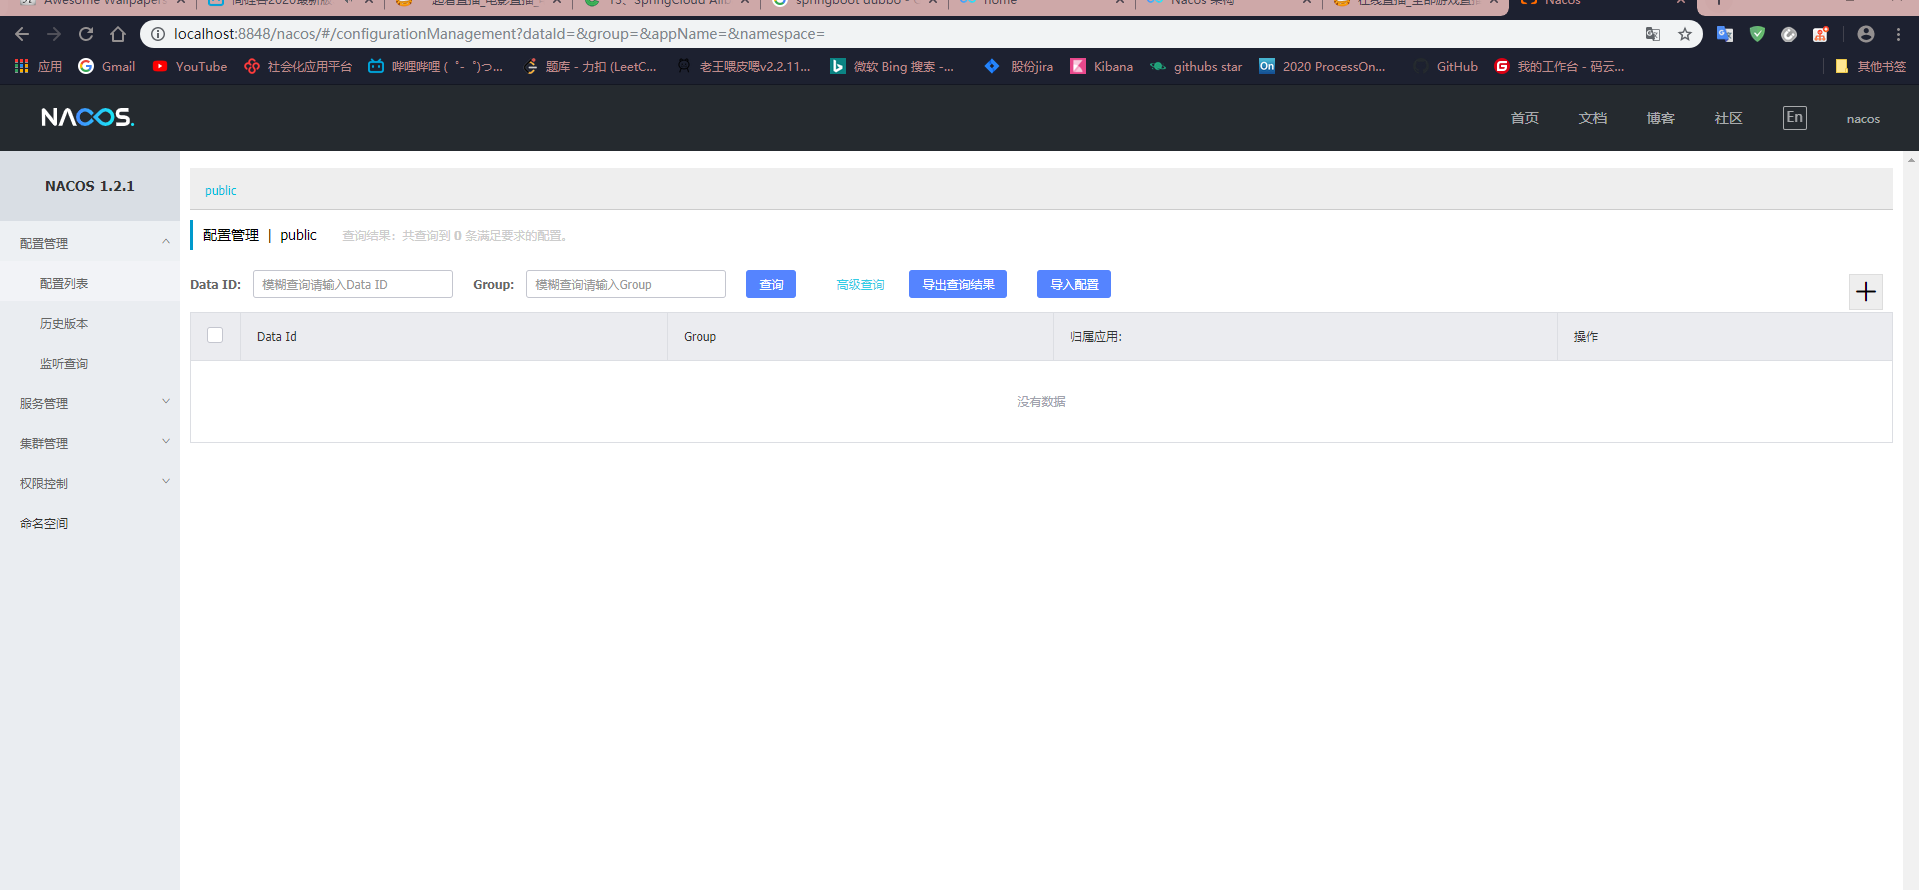 Awesome Wallpapers
尚硅谷2020最新版
一起看直播_电影直播_
SpringCloud Alib
springboot dubbo - G
home
Nacos 架构
在线直播_全部游戏直播
Nacos
localhost:8848/nacos/#/configurationManagement?dataId=&group=&appName=&namespace=
应用
Gmail
YouTube
社会化应用平台
哔哩哔哩 ( ゜- ゜)つ...
题库 - 力扣 (LeetC...
老王喂皮嗯v2.2.11...
微软 Bing 搜索 -...
股份jira
Kibana
githubs star
On 2020 ProcessOn...
GitHub
我的工作台 - 码云...
其他书签
NACOS.
首页
文档
博客
社区
En
nacos
NACOS 1.2.1
配置管理
配置列表
历史版本
监听查询
服务管理
集群管理
权限控制
命名空间
public
配置管理 | public 查询结果：共查询到 0 条满足要求的配置。
Data ID: 模糊查询请输入Data ID Group: 模糊查询请输入Group 查询 高级查询 导出查询结果 导入配置
Data Id Group 归属应用: 操作
没有数据